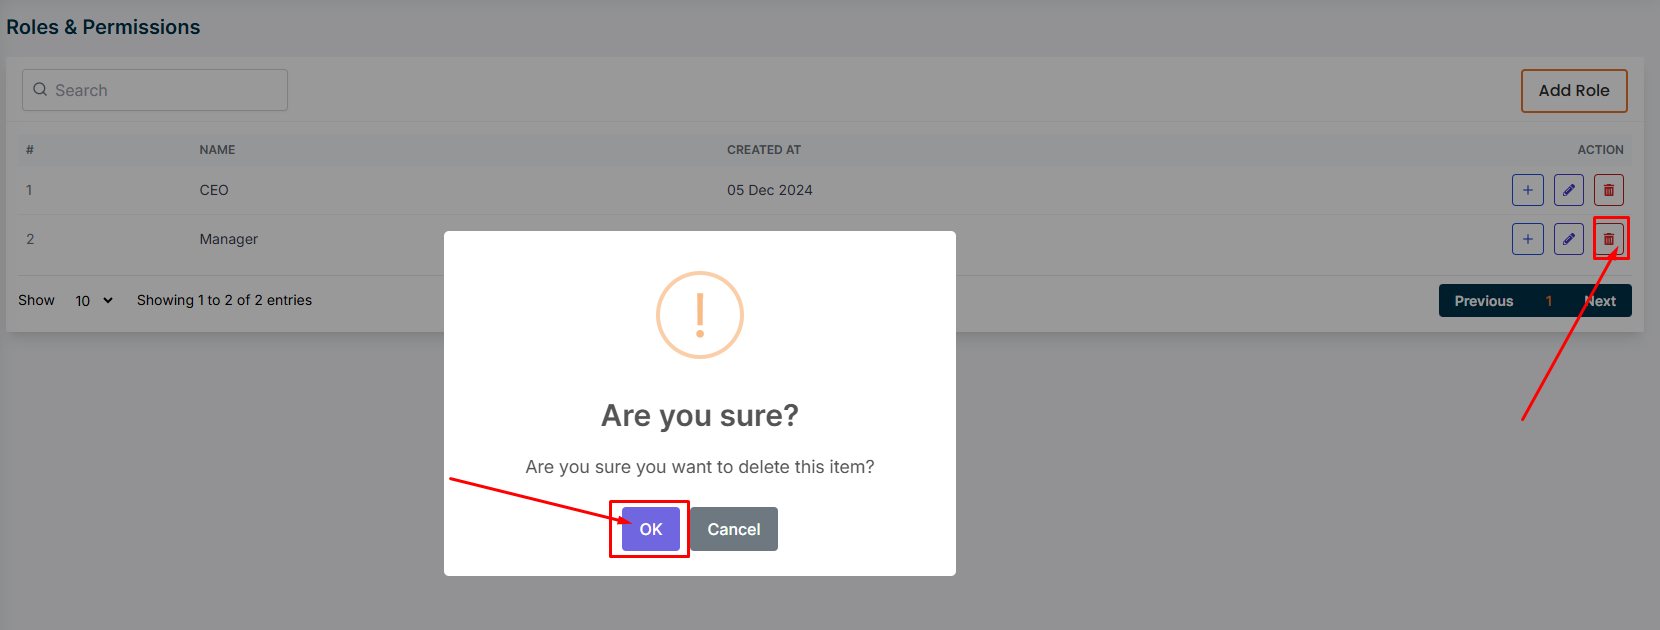 Roles & Permissions
Search
Add Role
# NAME CREATED AT ACTION
1 CEO 05 Dec 2024
2 Manager
Show 10 Showing 1 to 2 of 2 entries
Previous 1 Next
Are you sure?
Are you sure you want to delete this item?
OK Cancel